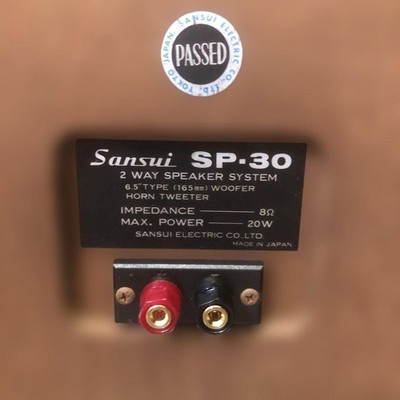 SANSUI ELECTRIC CO., LTD. TOKYO JAPAN.
PASSED
Sansui SP-30
2 WAY SPEAKER SYSTEM
6.5" TYPE (165mm) WOOFER
HORN TWEETER
IMPEDANCE 8Ω
MAX. POWER 20W
SANSUI ELECTRIC CO.,LTD.
MADE IN JAPAN